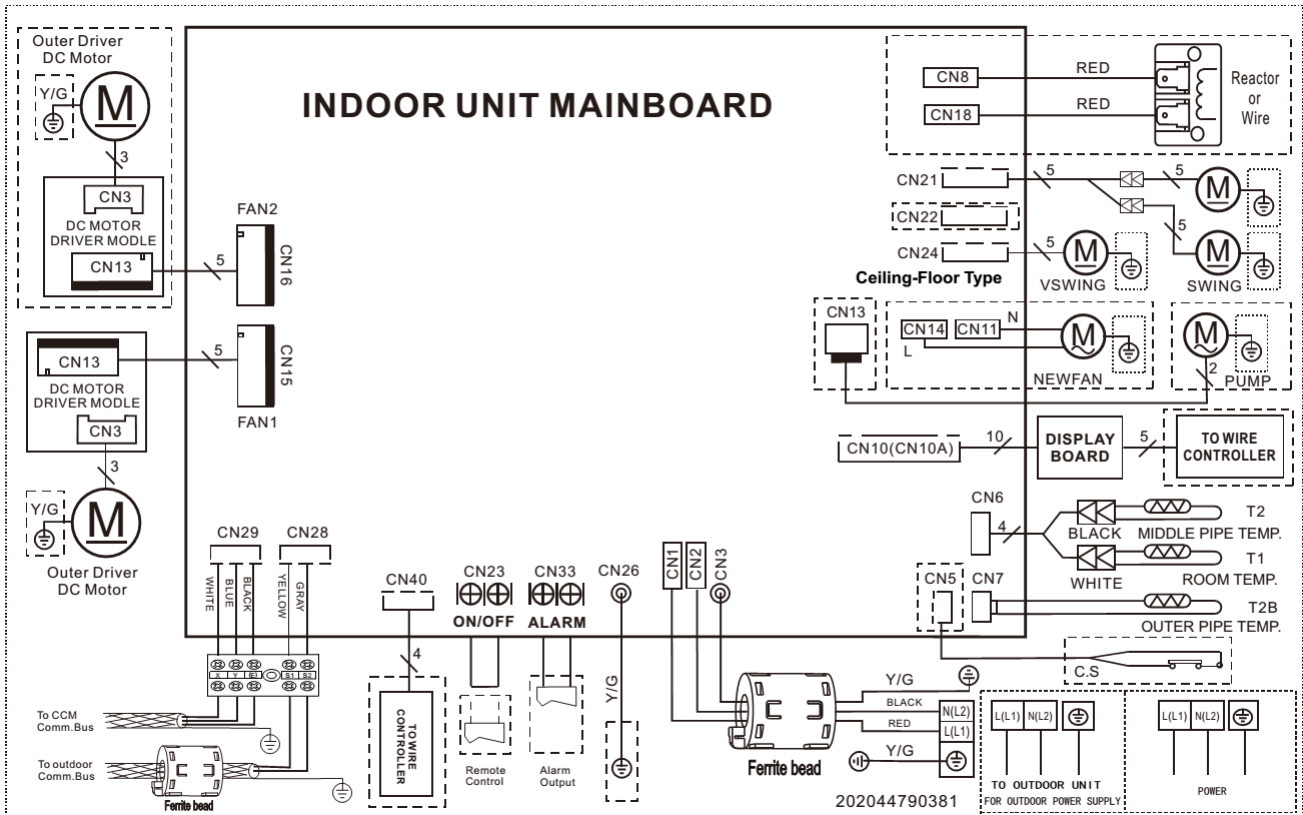 Outer Driver
DC Motor
Y/G
M
3
CN3
DC MOTOR
DRIVER MODLE
CN13
5
FAN2
CN16
INDOOR UNIT MAINBOARD
CN13
DC MOTOR
DRIVER MODLE
CN3
5
CN15
FAN1
3
Y/G
M
Outer Driver
DC Motor
CN8
RED
CN18
RED
Reactor
or
Wire
CN21
5
5
M
CN22
5
CN24
5
M
VSWING
M
SWING
Ceiling-Floor Type
CN13
CN14
CN11
N
L
M
NEWFAN
M
2
PUMP
CN10(CN10A)
10
DISPLAY
BOARD
5
TO WIRE
CONTROLLER
CN6
4
BLACK
T2
MIDDLE PIPE TEMP.
WHITE
T1
ROOM TEMP.
CN5
CN7
T2B
OUTER PIPE TEMP.
C.S
CN29
CN28
WHITE
BLUE
BLACK
YELLOW
GRAY
X
Y
(E)
S1
S2
To CCM
Comm.Bus
To outdoor
Comm.Bus
Ferrite bead
CN40
4
TO WIRE
CONTROLLER
CN23
ON/OFF
Remote
Control
CN33
ALARM
Alarm
Output
CN26
Y/G
CN1
CN2
CN3
Ferrite bead
Y/G
BLACK
RED
Y/G
N(L2)
L(L1)
202044790381
L(L1)
N(L2)
TO OUTDOOR UNIT
FOR OUTDOOR POWER SUPPLY
L(L1)
N(L2)
POWER